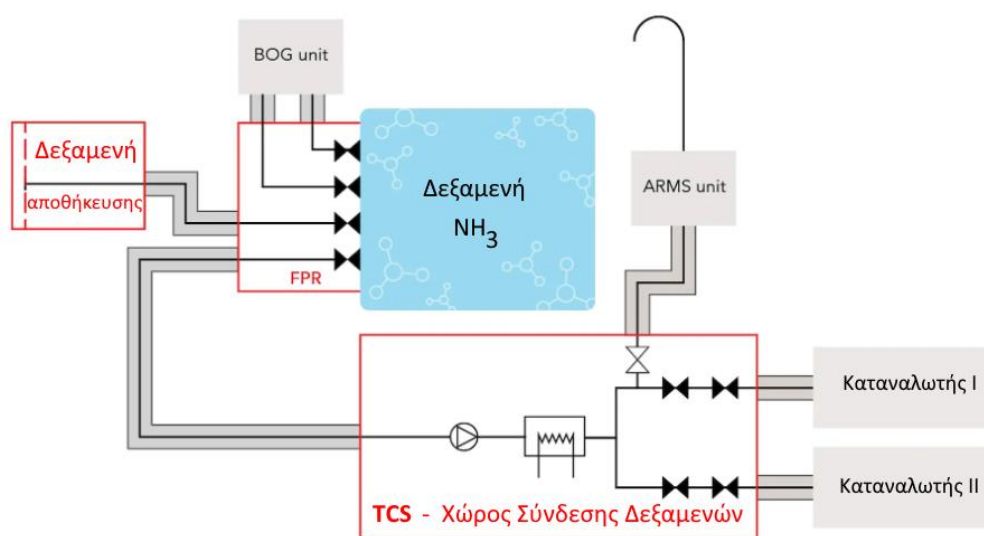 BOG unit
Δεξαμενή
αποθήκευσης
Δεξαμενή
NH3
ARMS unit
FPR
Καταναλωτής I
Καταναλωτής II
TCS - Χώρος Σύνδεσης Δεξαμενών